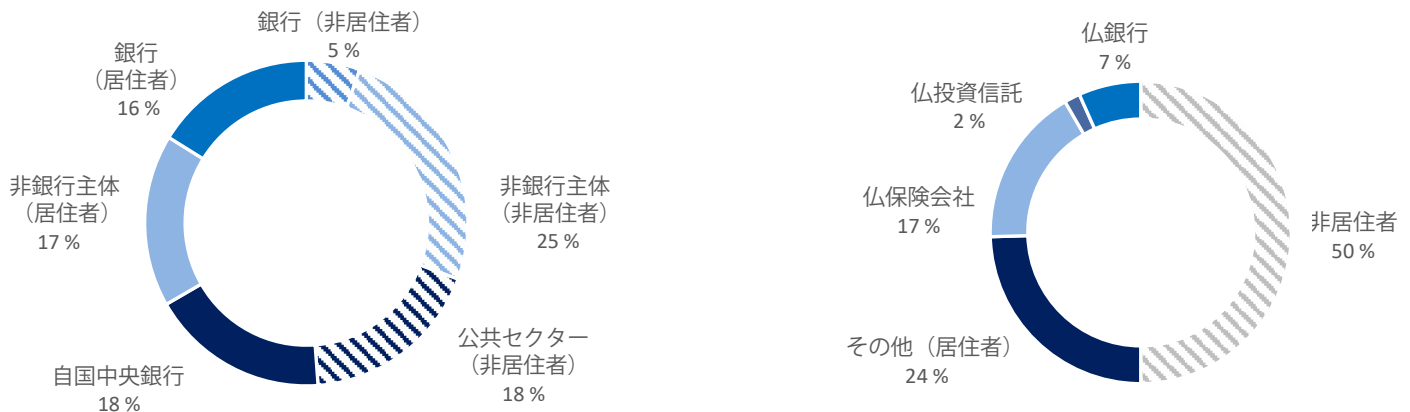 銀行（非居住者）
5 %
銀行
（居住者）
16 %
非銀行主体
（居住者）
17 %
非銀行主体
（非居住者）
25 %
公共セクター
（非居住者）
18 %
自国中央銀行
18 %
仏銀行
7 %
仏投資信託
2 %
仏保険会社
17 %
非居住者
50 %
その他（居住者）
24 %